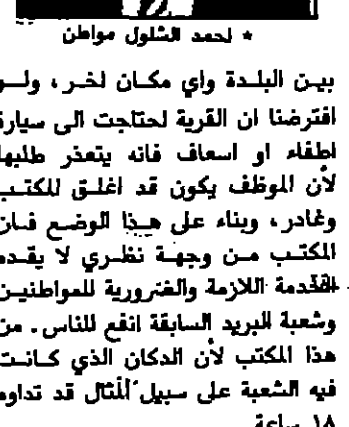 * احمد الشلول مواطن
بين البلدة واي مكان لخر ، ولو
افترضنا ان القرية لحتاجت الى سيارة
اطفاء او اسعاف فانه يتعذر طلبها
لأن الموظف يكون قد اغلق المكتب
وغادر ، وبناء على هذا الوضع فان
المكتب من وجهة نظري لا يقدم
الخدمة اللازمة والضرورية للمواطنين
وشعبة البريد السابقة انفع للناس . من
هذا المكتب لأن الدكان الذي كانت
فيه الشعبة على سبيل المثال قد تداوم
١٨ ساعة